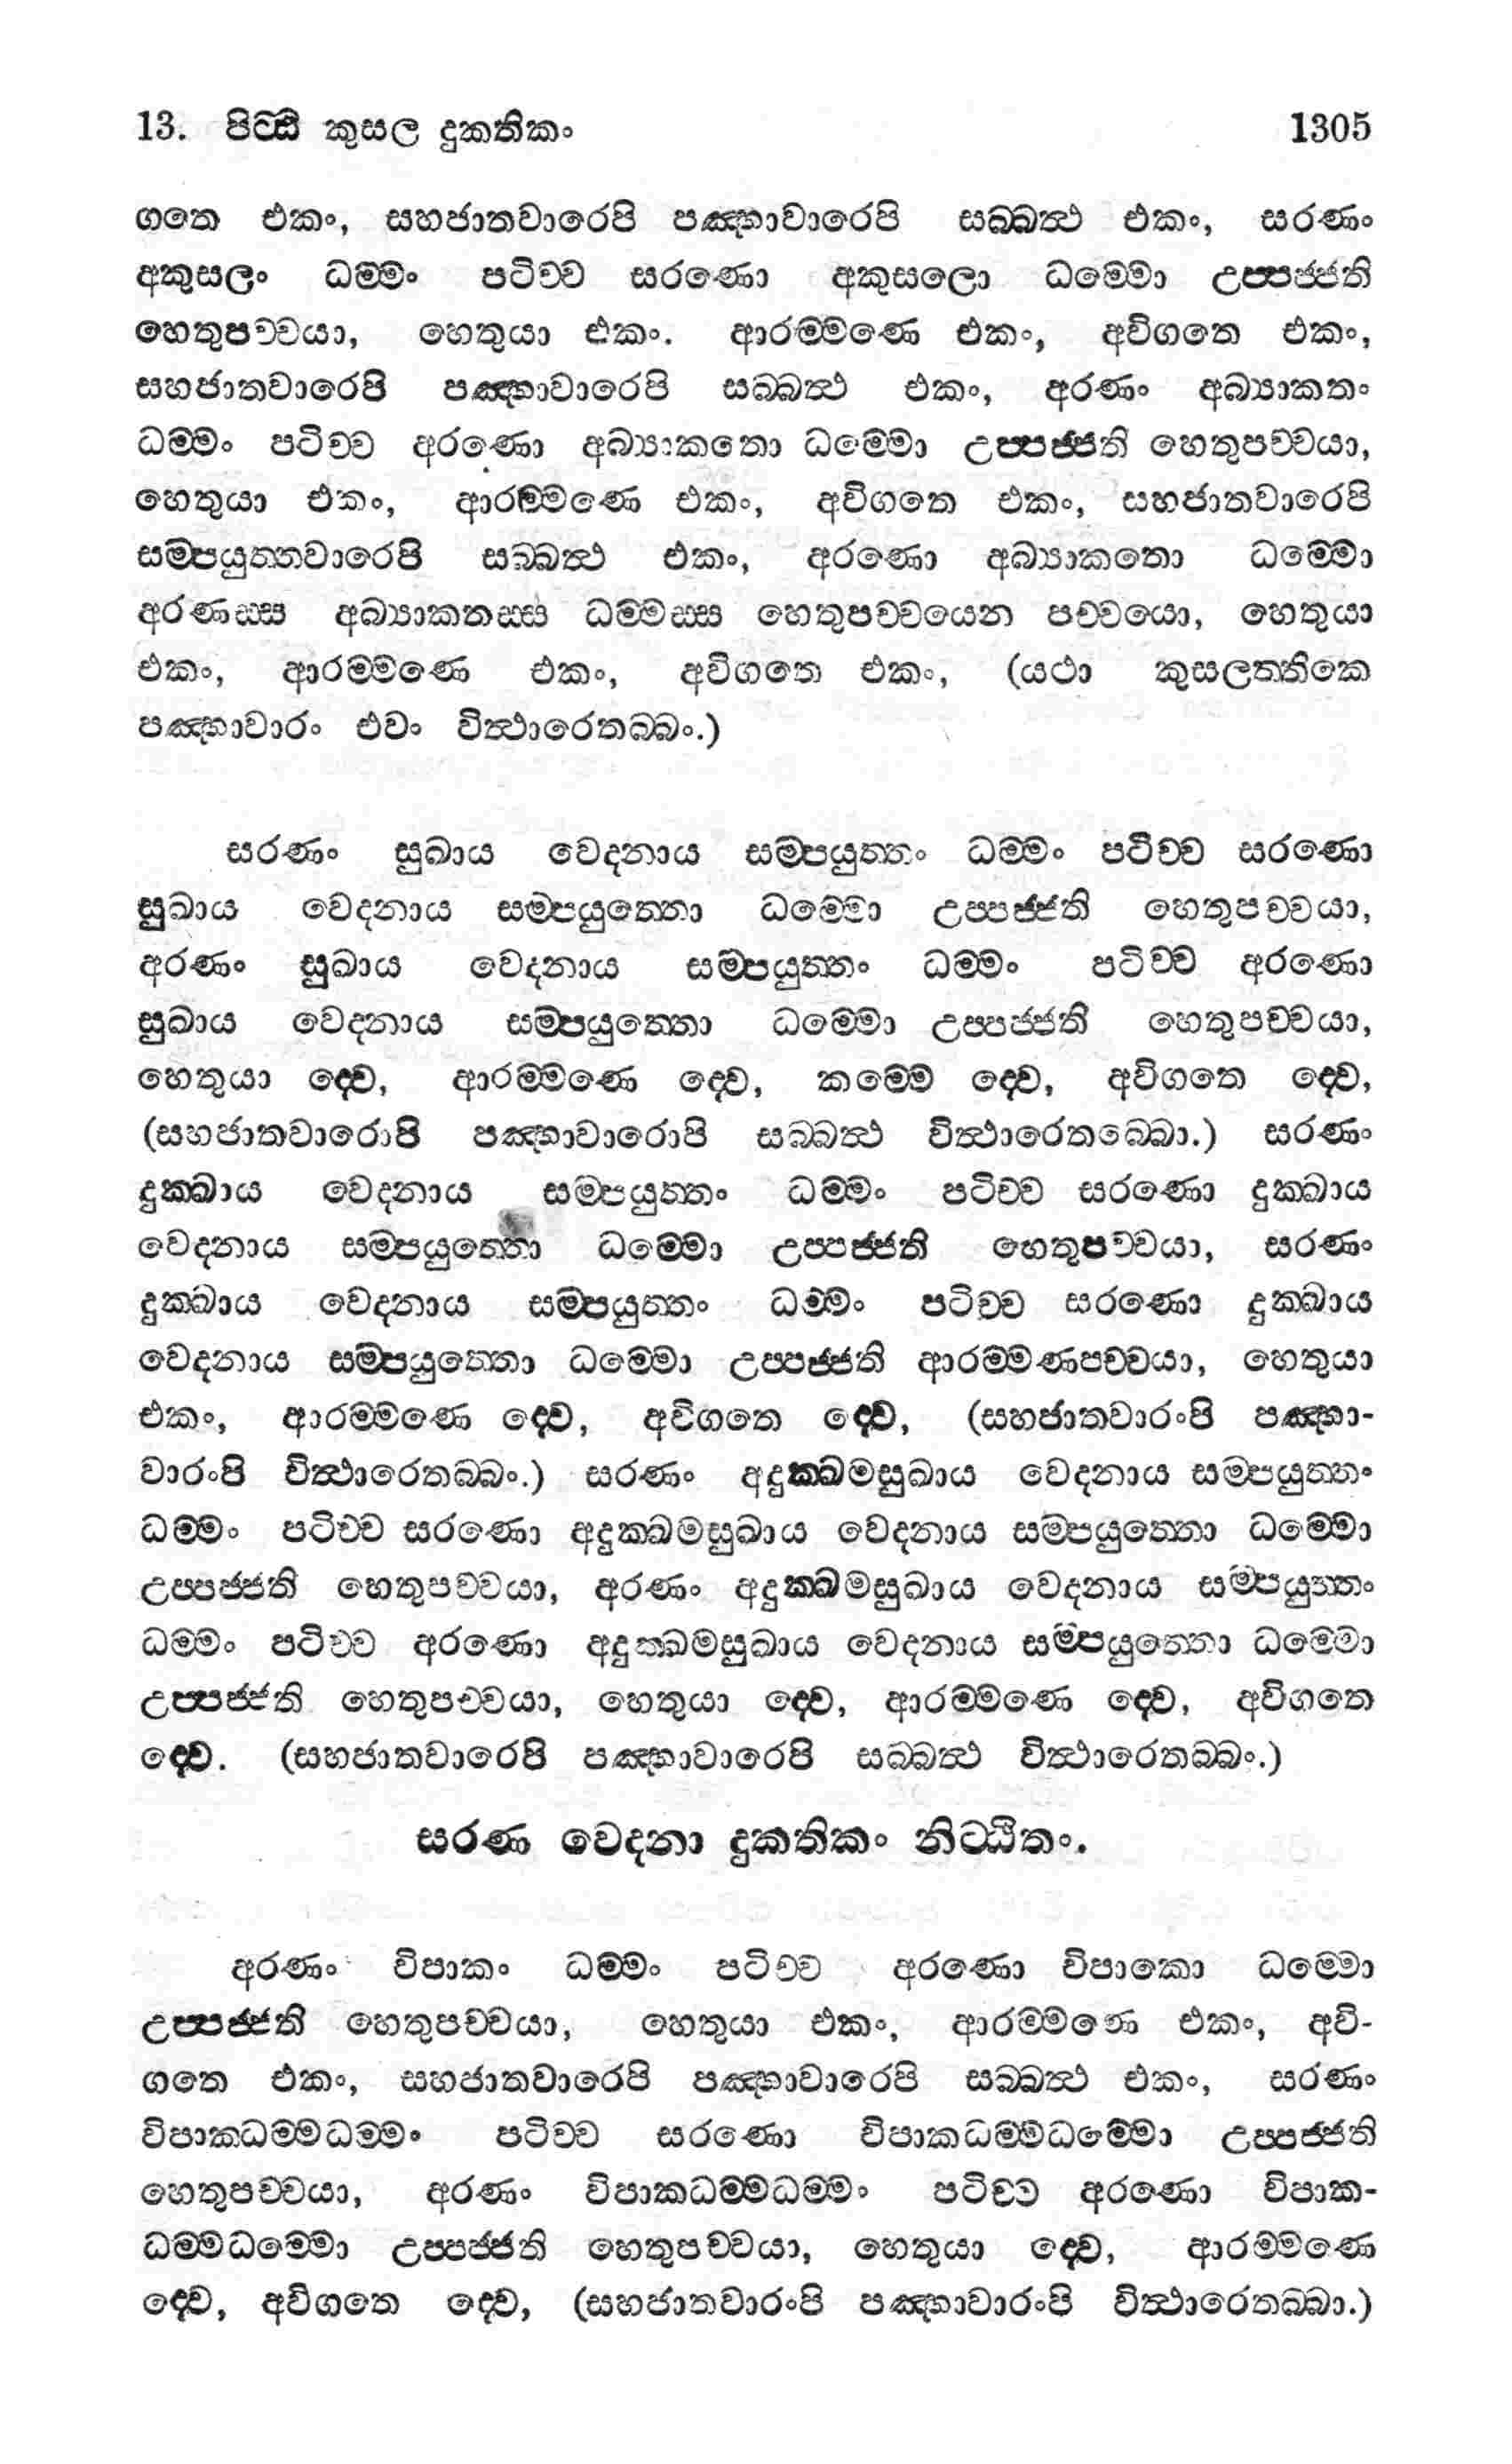 13. පිට්ඨි කුසල දුකතිකං 1305
ගතෙ එකං, සහජාතවාරෙපි පඤ්හාවාරෙපි සබ්බත්ථ එකං, සරණං
අකුසලං ධම්මං පටිච්ච සරණො අකුසලො ධම්මො උප්පජ්ජති
හෙතුපච්චයා, හෙතුයා එකං. ආරම්මණෙ එකං, අවිගතෙ එකං,
සහජාතවාරෙපි පඤ්හාවාරෙපි සබ්බත්ථ එකං, අරණං අබ්‍යාකතං
ධම්මං පටිච්ච අරණො අබ්‍යාකතො ධම්මො උප්පජ්ජති හෙතුපච්චයා,
හෙතුයා එකං, ආරම්මණෙ එකං, අවිගතෙ එකං, සහජාතවාරෙපි
සම්පයුත්තවාරෙපි සබ්බත්ථ එකං, අරණො අබ්‍යාකතො ධම්මො
අරණස්ස අබ්‍යාකතස්ස ධම්මස්ස හෙතුපච්චයෙන පච්චයො, හෙතුයා
එකං, ආරම්මණෙ එකං, අවිගතෙ එකං, (යථා කුසලත්තිකෙ
පඤ්හාවාරං එවං විත්ථාරෙතබ්බං.)
සරණං සුඛාය වෙදනාය සම්පයුත්තං ධම්මං පටිච්ච සරණො
සුඛාය වෙදනාය සම්පයුත්තො ධම්මො උප්පජ්ජති හෙතුපච්චයා,
අරණං සුඛාය වෙදනාය සම්පයුත්තං ධම්මං පටිච්ච අරණො
සුඛාය වෙදනාය සම්පයුත්තො ධම්මො උප්පජ්ජති හෙතුපච්චයා,
හෙතුයා ද්වෙ, ආරම්මණෙ ද්වෙ, කම්මෙ ද්වෙ, අවිගතෙ ද්වෙ,
(සහජාතවාරොපි පඤ්හාවාරොපි සබ්බත්ථ විත්ථාරෙතබ්බො.) සරණං
දුක්ඛාය වෙදනාය සම්පයුත්තං ධම්මං පටිච්ච සරණො දුක්ඛාය
වෙදනාය සම්පයුත්තො ධම්මො උප්පජ්ජති හෙතුපච්චයා, සරණං
දුක්ඛාය වෙදනාය සම්පයුත්තං ධම්මං පටිච්ච සරණො දුක්ඛාය
වෙදනාය සම්පයුත්තො ධම්මො උප්පජ්ජති ආරම්මණපච්චයා, හෙතුයා
එකං, ආරම්මණෙ ද්වෙ, අවිගතෙ ද්වෙ, (සහජාතවාරංපි පඤ්හා-
වාරංපි විත්ථාරෙතබ්බං.) සරණං අදුක්ඛමසුඛාය වෙදනාය සම්පයුත්තං
ධම්මං පටිච්ච සරණො අදුක්ඛමසුඛාය වෙදනාය සම්පයුත්තො ධම්මො
උප්පජ්ජති හෙතුපච්චයා, අරණං අදුක්ඛමසුඛාය වෙදනාය සම්පයුත්තං
ධම්මං පටිච්ච අරණො අදුක්ඛමසුඛාය වෙදනාය සම්පයුත්තො ධම්මො
උප්පජ්ජති හෙතුපච්චයා, හෙතුයා ද්වෙ, ආරම්මණෙ ද්වෙ, අවිගතෙ
ද්වෙ. (සහජාතවාරෙපි පඤ්හාවාරෙපි සබ්බත්ථ විත්ථාරෙතබ්බං.)
සරණ වෙදනා දුකතිකං නිට්ඨිතං.
අරණං විපාකං ධම්මං පටිච්ච අරණො විපාකො ධම්මො
උප්පජ්ජති හෙතුපච්චයා, හෙතුයා එකං, ආරම්මණෙ එකං, අවි-
ගතෙ එකං, සහජාතවාරෙපි පඤ්හාවාරෙපි සබ්බත්ථ එකං, සරණං
විපාකධම්මධම්මං පටිච්ච සරණො විපාකධම්මධම්මො උප්පජ්ජති
හෙතුපච්චයා, අරණං විපාකධම්මධම්මං පටිච්ච අරණො විපාක-
ධම්මධම්මො උප්පජ්ජති හෙතුපච්චයා, හෙතුයා ද්වෙ, ආරම්මණෙ
ද්වෙ, අවිගතෙ ද්වෙ, (සහජාතවාරංපි පඤ්හාවාරංපි විත්ථාරෙතබ්බා.)